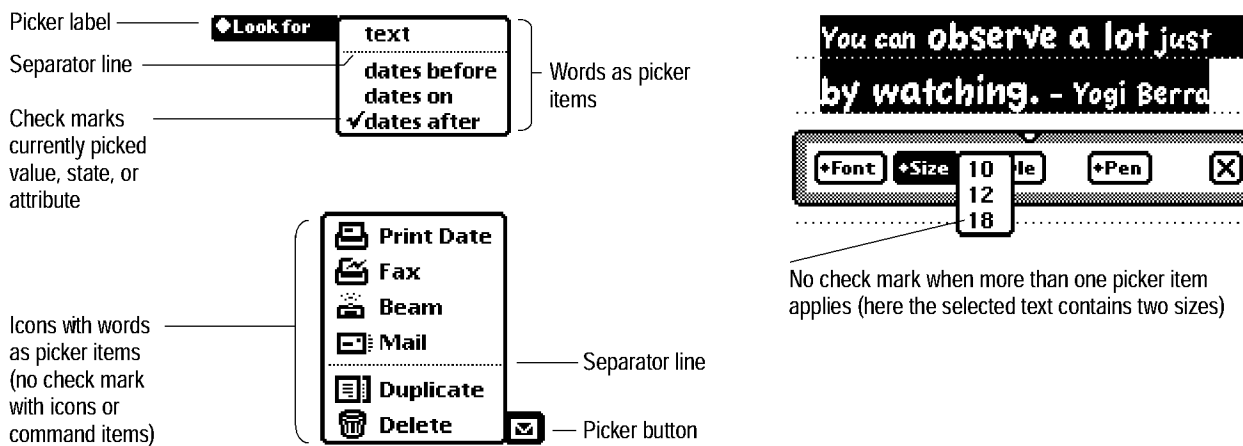 Picker label
Separator line
Check marks
currently picked
value, state, or
attribute
Look for
text
dates before
dates on
✓dates after
Words as picker
items
Icons with words
as picker items
(no check mark
with icons or
command items)
Print Date
Fax
Beam
Mail
Duplicate
Delete
Separator line
Picker button
You can observe a lot just
by watching. – Yogi Berra
Font Size le Pen
10
12
18
No check mark when more than one picker item
applies (here the selected text contains two sizes)